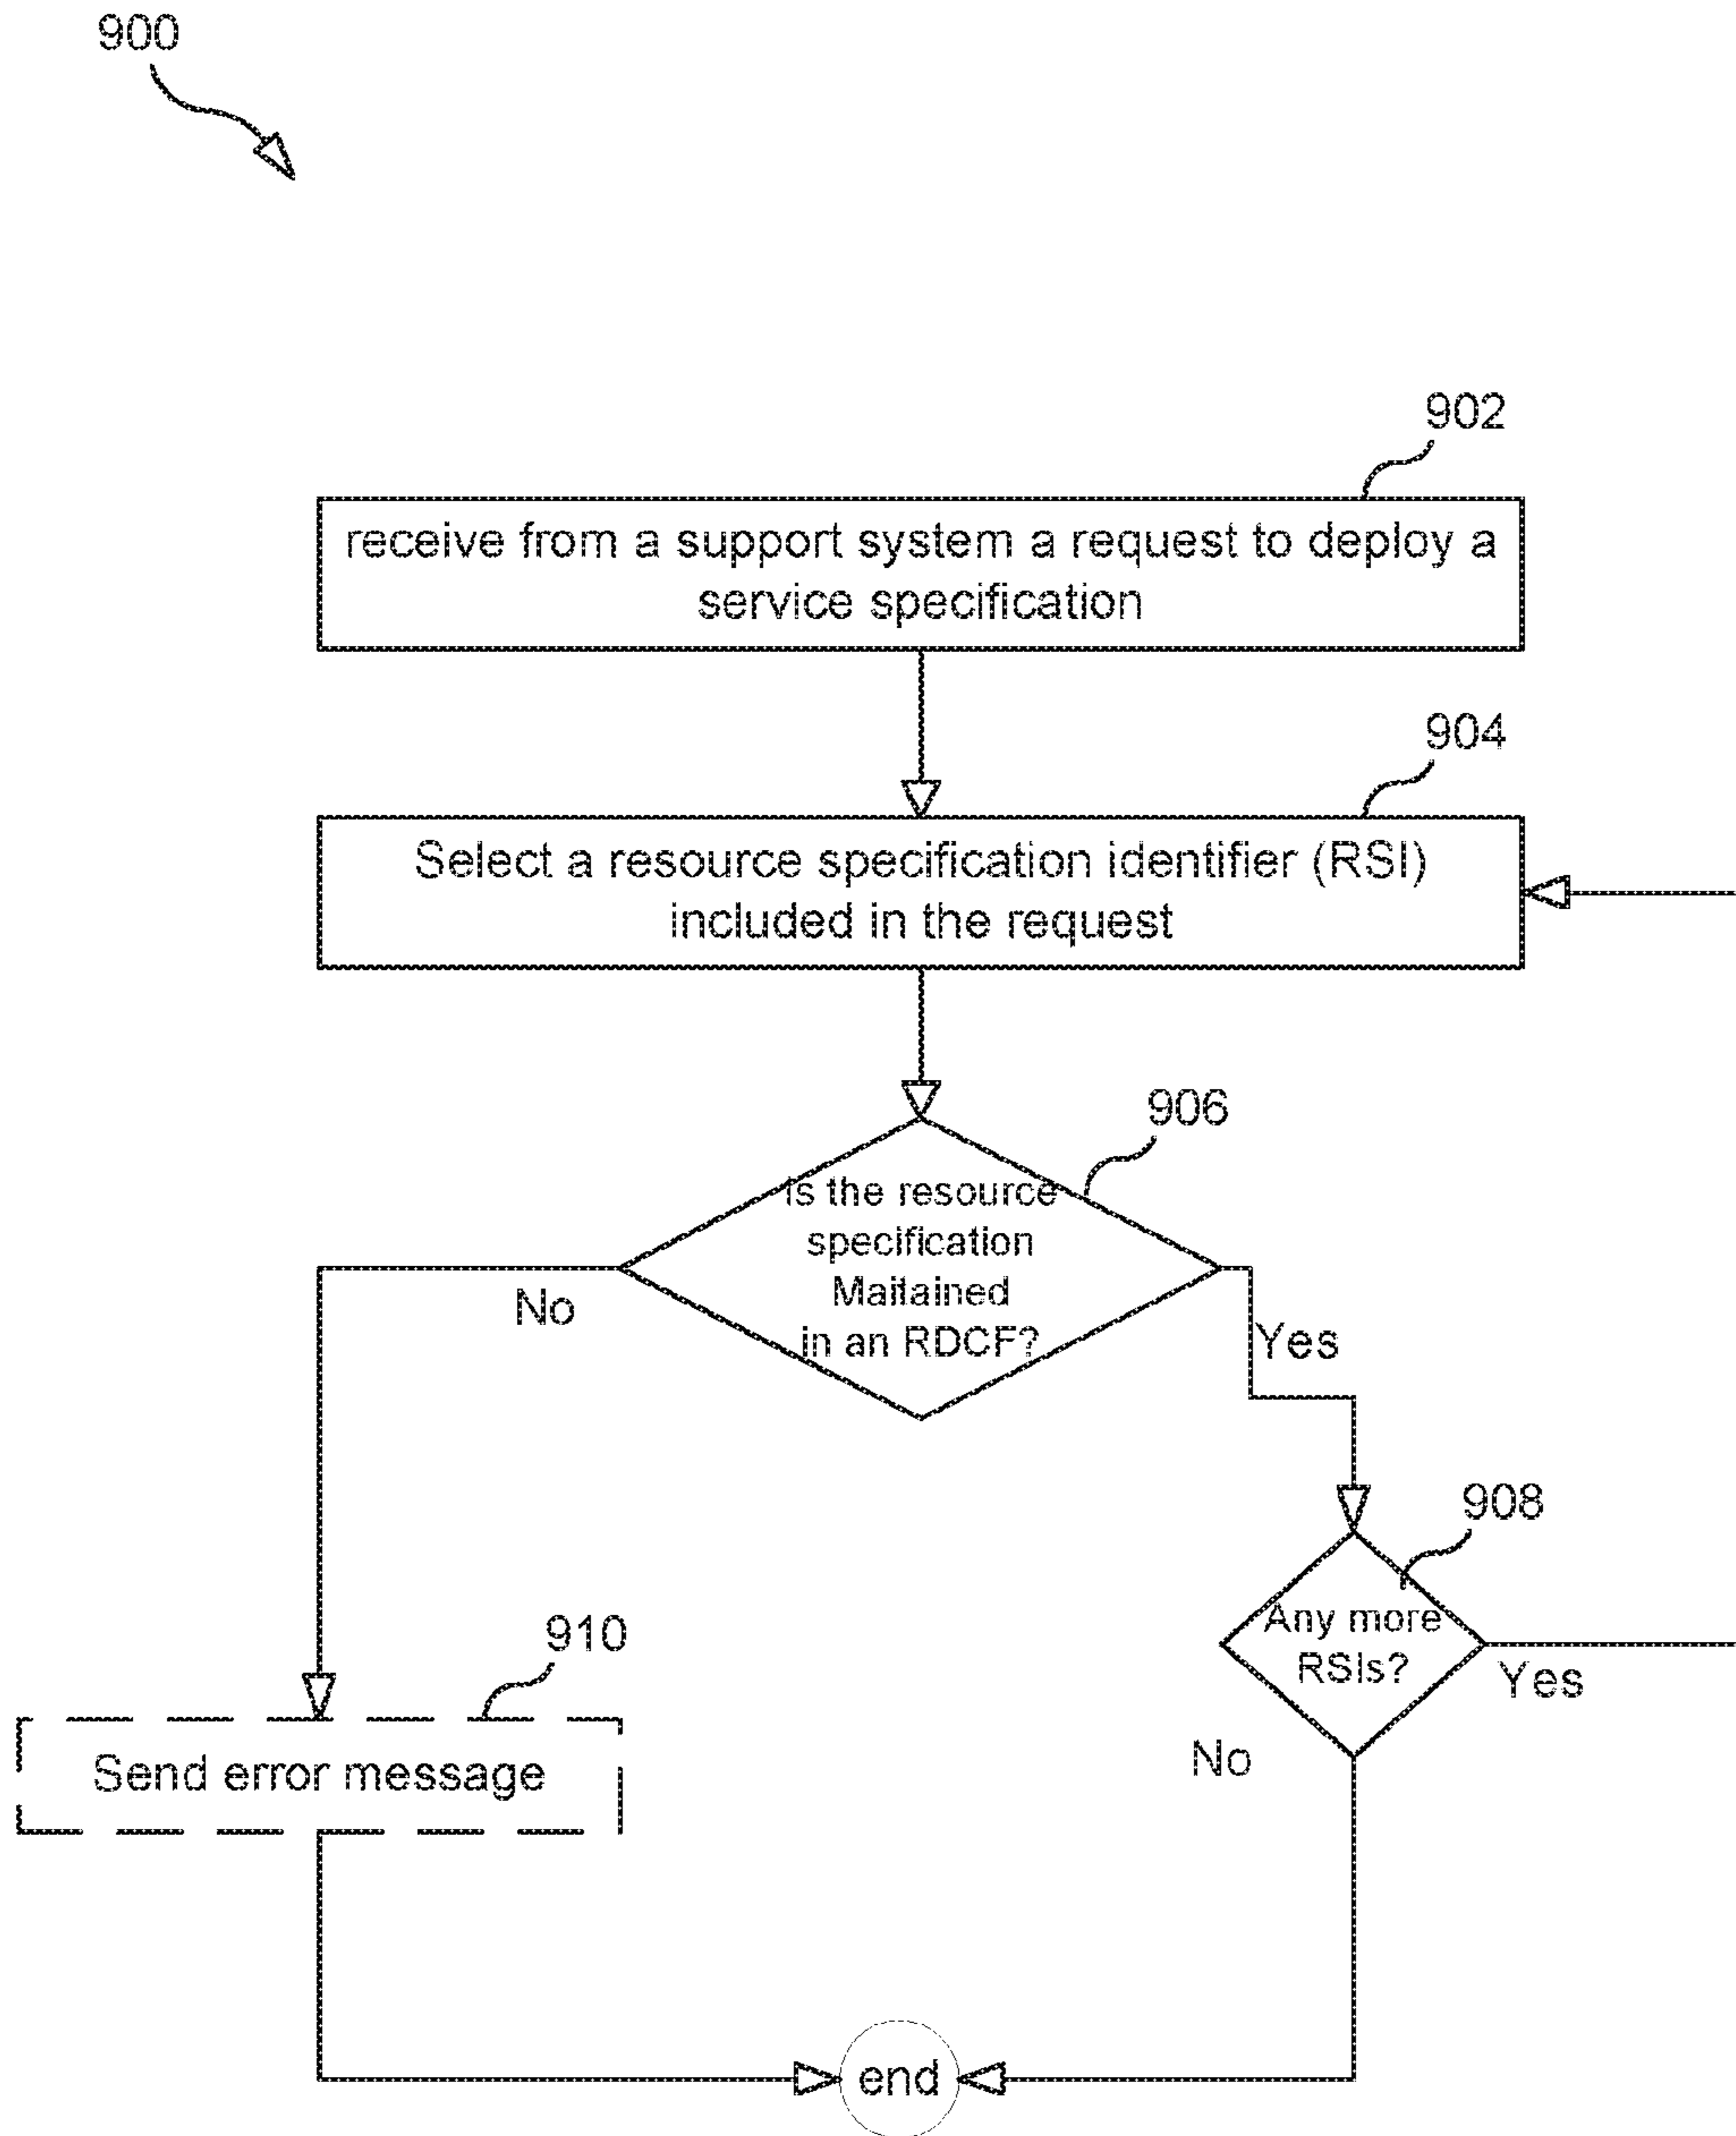 900
902
receive from a support system a request to deploy a
service specification
904
Select a resource specification identifier (RSI)
included in the request
906
Is the resource
specification
Maitained
in an RDCF?
No
Yes
908
Any more
RSIs?
Yes
No
910
Send error message
end